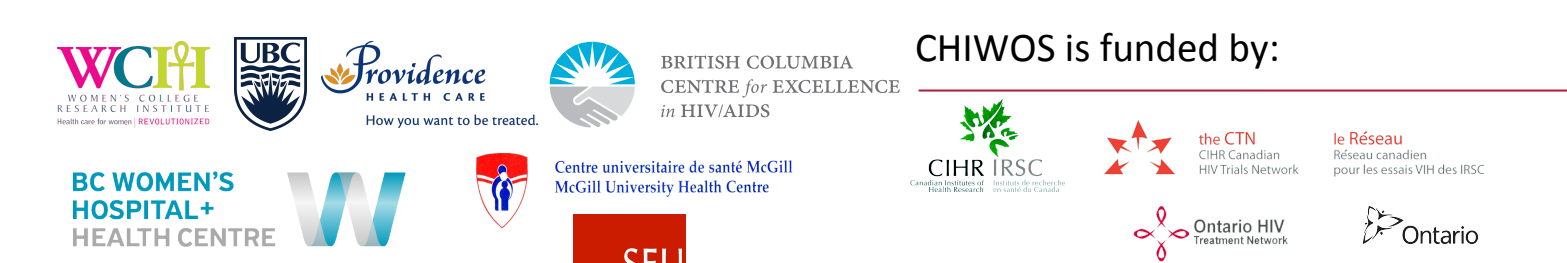 WCH
WOMEN'S COLLEGE
RESEARCH INSTITUTE
Health care for women | REVOLUTIONIZED
UBC
Providence
HEALTH CARE
How you want to be treated.
BRITISH COLUMBIA
CENTRE for EXCELLENCE
in HIV/AIDS
BC WOMEN'S
HOSPITAL+
HEALTH CENTRE
Centre universitaire de santé McGill
McGill University Health Centre
SFU
CHIWOS is funded by:
CIHR IRSC
Canadian Institutes of Health Research
Instituts de recherche en santé du Canada
the CTN
CIHR Canadian
HIV Trials Network
le Réseau
Réseau canadien
pour les essais VIH des IRSC
Ontario HIV
Treatment Network
Ontario